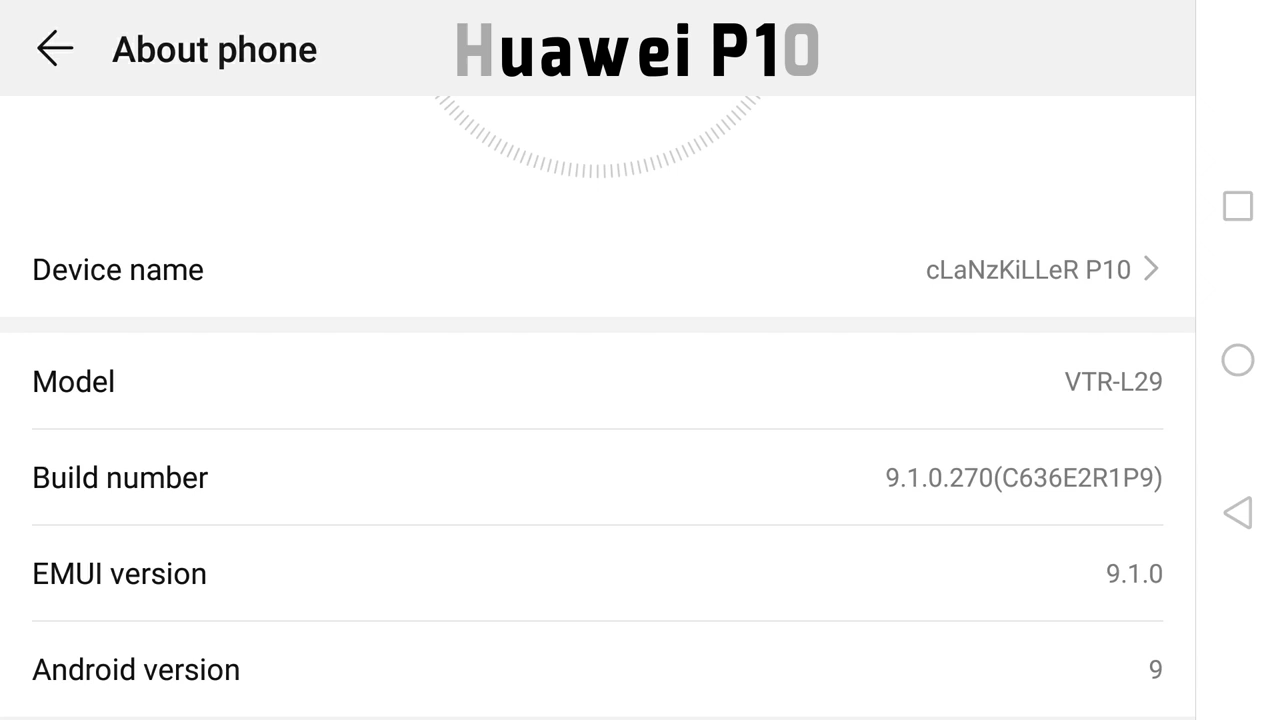 About phone
Huawei P10
Device name
cLaNzKiLLeR P10
Model
VTR-L29
Build number
9.1.0.270(C636E2R1P9)
EMUI version
9.1.0
Android version
9